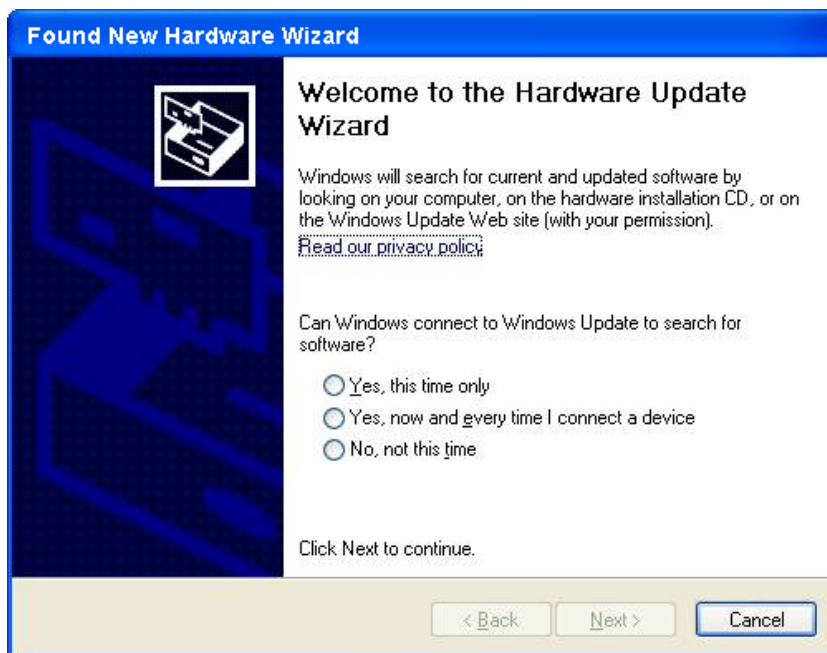 Found New Hardware Wizard
Welcome to the Hardware Update
Wizard
Windows will search for current and updated software by
looking on your computer, on the hardware installation CD, or on
the Windows Update Web site (with your permission).
Read our privacy policy
Can Windows connect to Windows Update to search for
software?
Yes, this time only
Yes, now and every time I connect a device
No, not this time
Click Next to continue.
< Back
Next >
Cancel